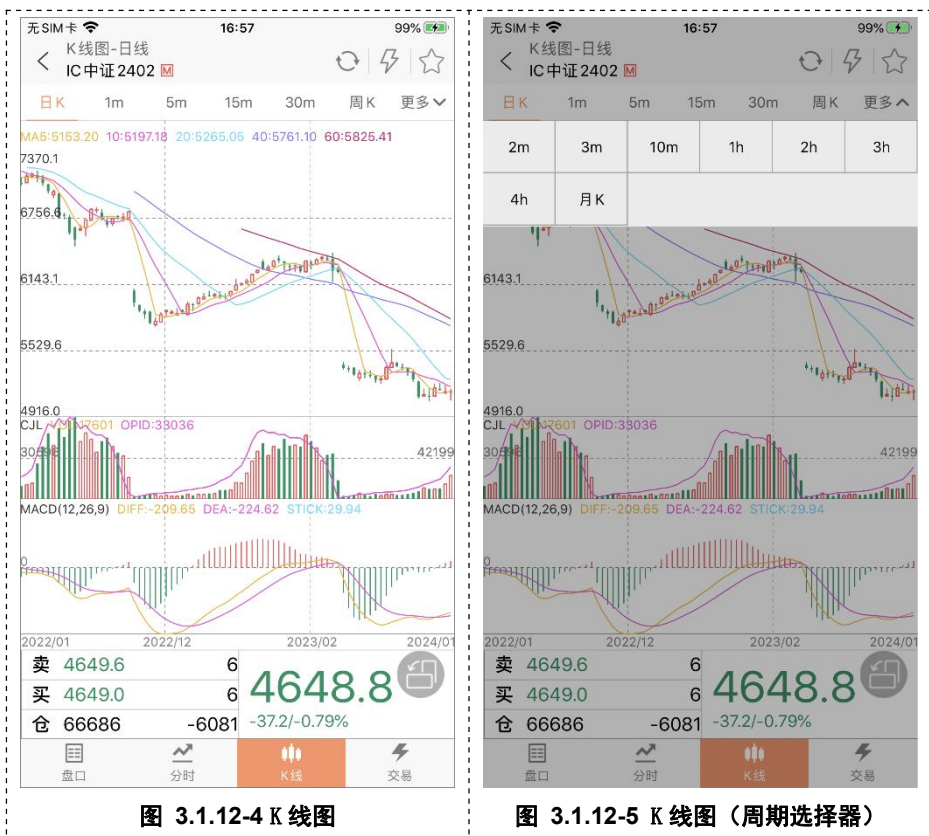 无SIM卡 16:57 99%
K线图-日线
IC中证2402 M
日K 1m 5m 15m 30m 周K 更多
MA5:5153.20 10:5197.18 20:5265.05 40:5761.10 60:5825.41
7370.1
6756.6
6143.1
5529.6
4916.0
CJL 17601 OPID:33036
30596 42199
MACD(12,26,9) DIFF:-209.65 DEA:-224.62 STICK:29.94
0
2022/01 2022/12 2023/02 2024/01
卖 4649.6 6
买 4649.0 6
仓 66686 -6081
4648.8
-37.2/-0.79%
盘口 分时 K线 交易
图 3.1.12-4 K线图
无SIM卡 16:57 99%
K线图-日线
IC中证2402 M
日K 1m 5m 15m 30m 周K 更多
2m 3m 10m 1h 2h 3h
4h 月K
6143.1
5529.6
4916.0
CJL 17601 OPID:33036
30596 42199
MACD(12,26,9) DIFF:-209.65 DEA:-224.62 STICK:29.94
0
2022/01 2022/12 2023/02 2024/01
卖 4649.6 6
买 4649.0 6
仓 66686 -6081
4648.8
-37.2/-0.79%
盘口 分时 K线 交易
图 3.1.12-5 K线图（周期选择器）